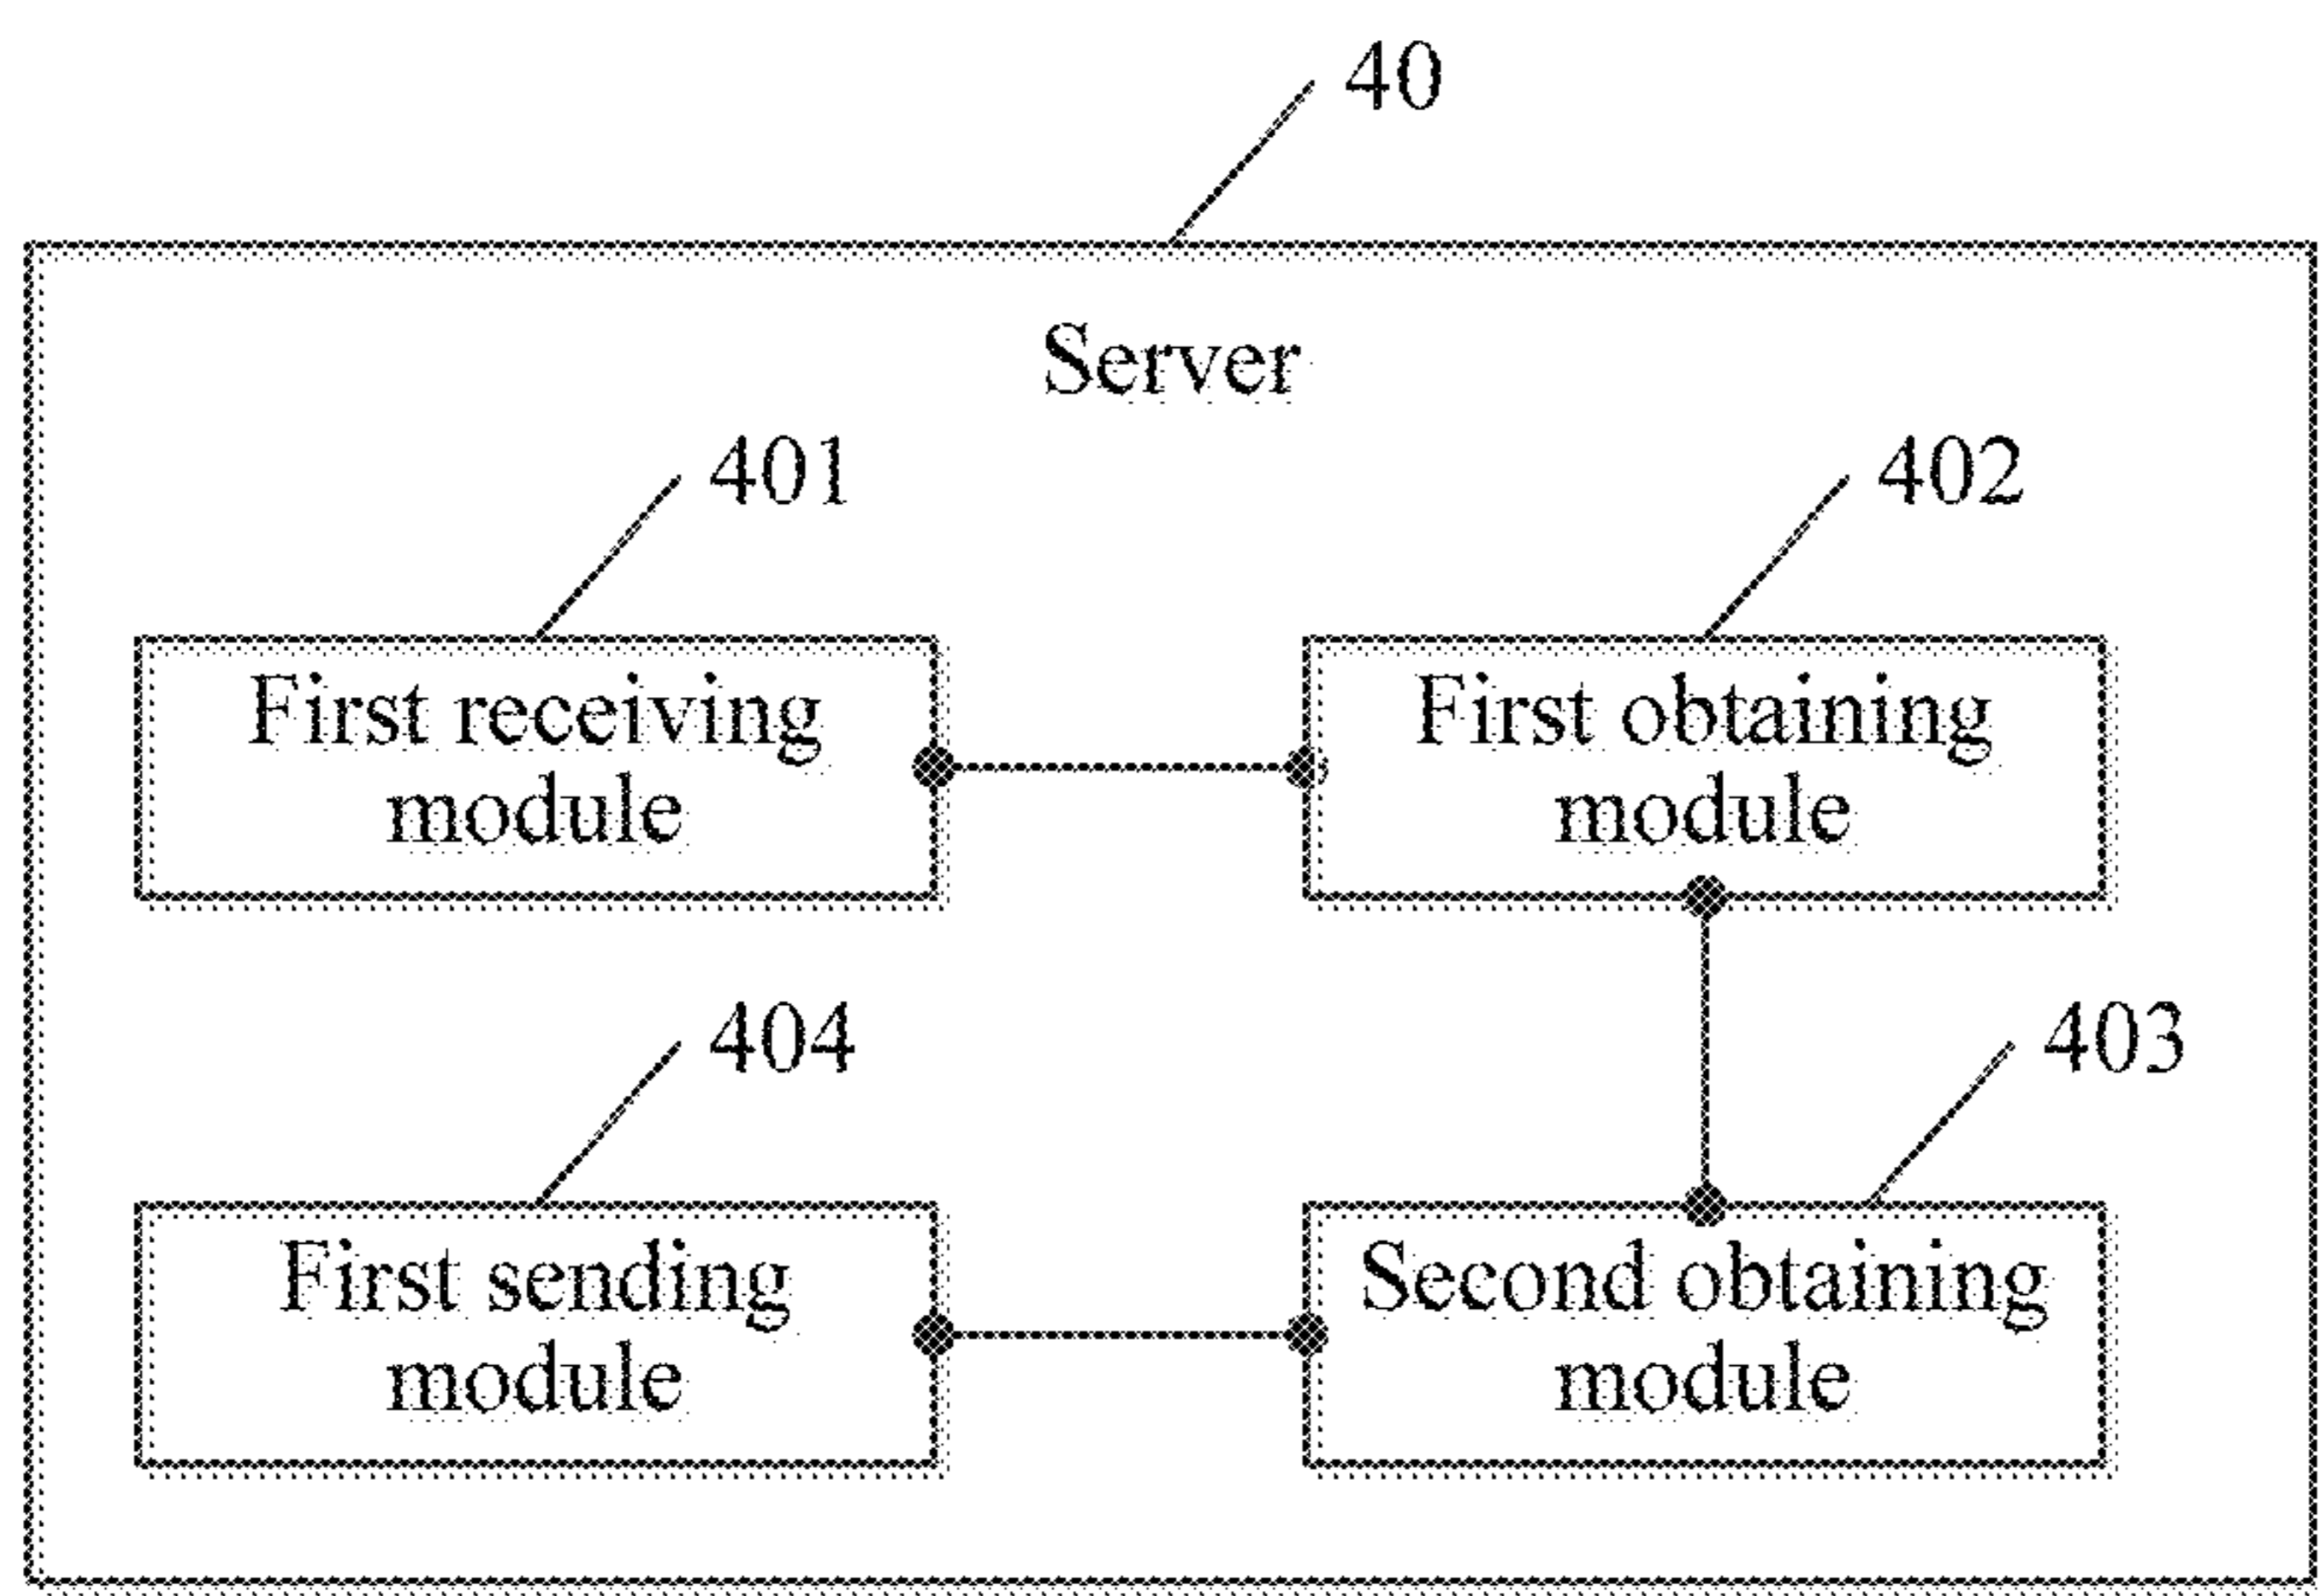 40
Server
401
402
First receiving
module
First obtaining
module
404
403
First sending
module
Second obtaining
module